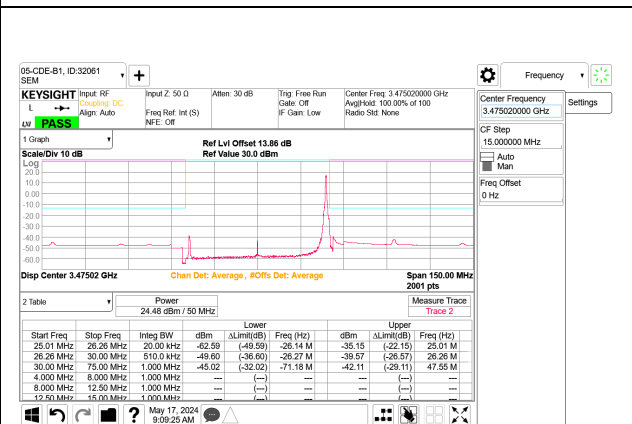 05-CDE-B1, ID:32061
SEM
Frequency
KEYSIGHT
L
LXI PASS
Input: RF
Coupling: DC
Align: Auto
Input Z: 50 Ω
Freq Ref: Int (S)
NFE: Off
Atten: 30 dB
Trig: Free Run
Gate: Off
IF Gain: Low
Center Freq: 3.475020000 GHz
Avg|Hold: 100.00% of 100
Radio Std: None
Center Frequency
3.475020000 GHz
Settings
CF Step
15.000000 MHz
Auto
Man
Freq Offset
0 Hz
1 Graph
Scale/Div 10 dB
Ref Lvl Offset 13.86 dB
Ref Value 30.0 dBm
Log
20.0
10.0
0.00
-10.0
-20.0
-30.0
-40.0
-50.0
-60.0
Disp Center 3.47502 GHz
Chan Det: Average , #Offs Det: Average
Span 150.00 MHz
2001 pts
2 Table
Power
24.48 dBm / 50 MHz
Measure Trace
Trace 2
Lower Upper
Start Freq Stop Freq Integ BW dBm ΔLimit(dB) Freq (Hz) dBm ΔLimit(dB) Freq (Hz)
25.01 MHz 26.26 MHz 20.00 kHz -62.59 (-49.59) -26.14 M -35.15 (-22.15) 25.01 M
26.26 MHz 30.00 MHz 510.0 kHz -49.60 (-36.60) -26.27 M -39.57 (-26.57) 26.26 M
30.00 MHz 75.00 MHz 1.000 MHz -45.02 (-32.02) -71.18 M -42.11 (-29.11) 47.55 M
4.000 MHz 8.000 MHz 1.000 MHz --- (---) --- --- (---) ---
8.000 MHz 12.50 MHz 1.000 MHz --- (---) --- --- (---) ---
12.50 MHz 15.00 MHz 1.000 MHz --- (---) --- --- (---) ---
May 17, 2024
9:09:25 AM